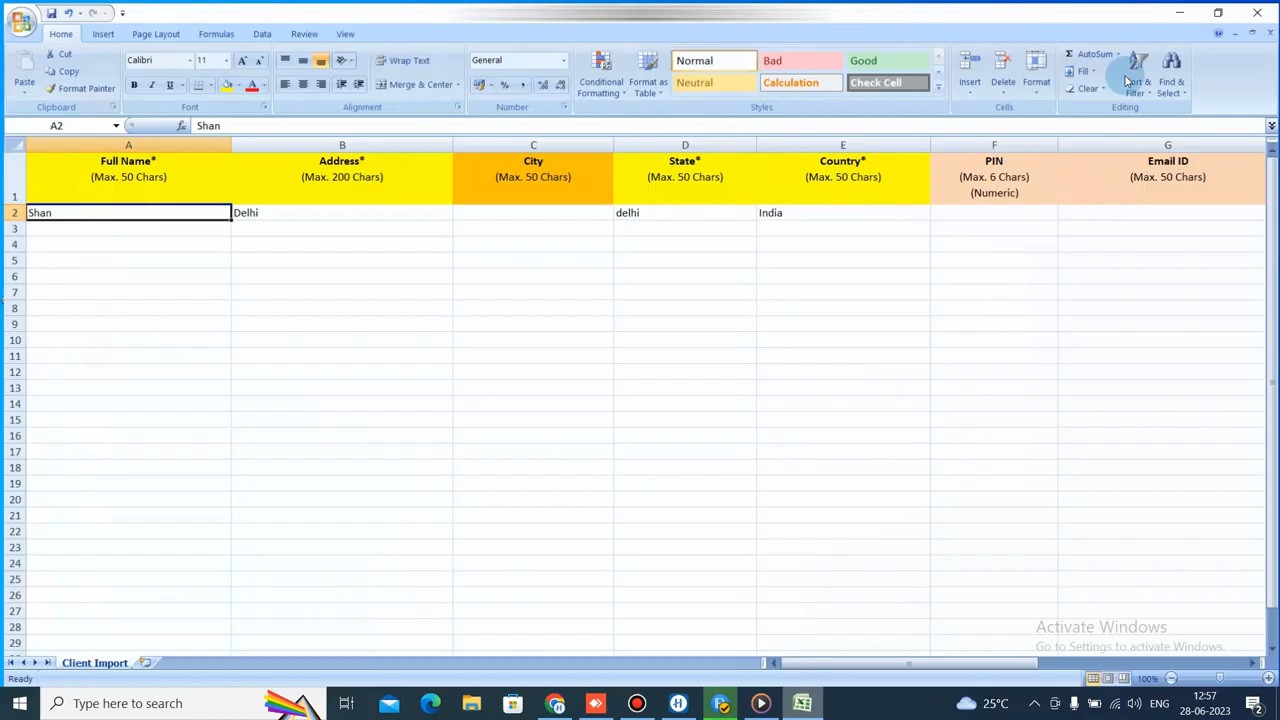 Home Insert Page Layout Formulas Data Review View
Cut Calibri 11 Wrap Text General Normal Bad Good AutoSum
Copy Fill
Paste Format Painter Merge & Center Conditional Formatting Format as Table Neutral Calculation Check Cell Insert Delete Format Clear Filter Find & Select
Clipboard Font Alignment Number Styles Cells Editing
A2 fx Shan
A B C D E F G
1 Full Name* Address* City State* Country* PIN Email ID
(Max. 50 Chars) (Max. 200 Chars) (Max. 50 Chars) (Max. 50 Chars) (Max. 50 Chars) (Max. 6 Chars) (Max. 50 Chars)
(Numeric)
2 Shan Delhi delhi India
3
4
5
6
7
8
9
10
11
12
13
14
15
16
17
18
19
20
21
22
23
24
25
26
27
28
29
Activate Windows
Go to Settings to activate Windows.
Client Import
Ready 100%
Type here to search 25°C ENG 12:57
28-06-2023